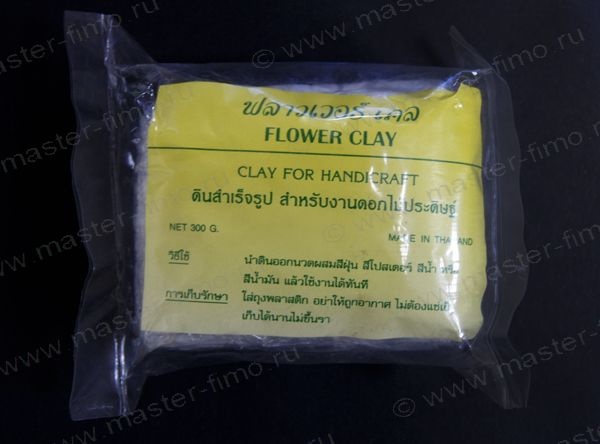 ฟลาวเวอร์ เคล
FLOWER CLAY
CLAY FOR HANDICRAFT
ดินสำเร็จรูป สำหรับงานดอกไม้ประดิษฐ์
NET 300 G.
MADE IN THAILAND
วิธีใช้ นำดินออกนวดผสมสีฝุ่น สีโปสเตอร์ สีน้ำ หรือ
สีน้ำมัน แล้วใช้งานได้ทันที
การเก็บรักษา ใส่ถุงพลาสติก อย่าให้ถูกอากาศ ไม่ต้องแช่เย็น
เก็บได้นานไม่ขึ้นรา
© www.master-fimo.ru